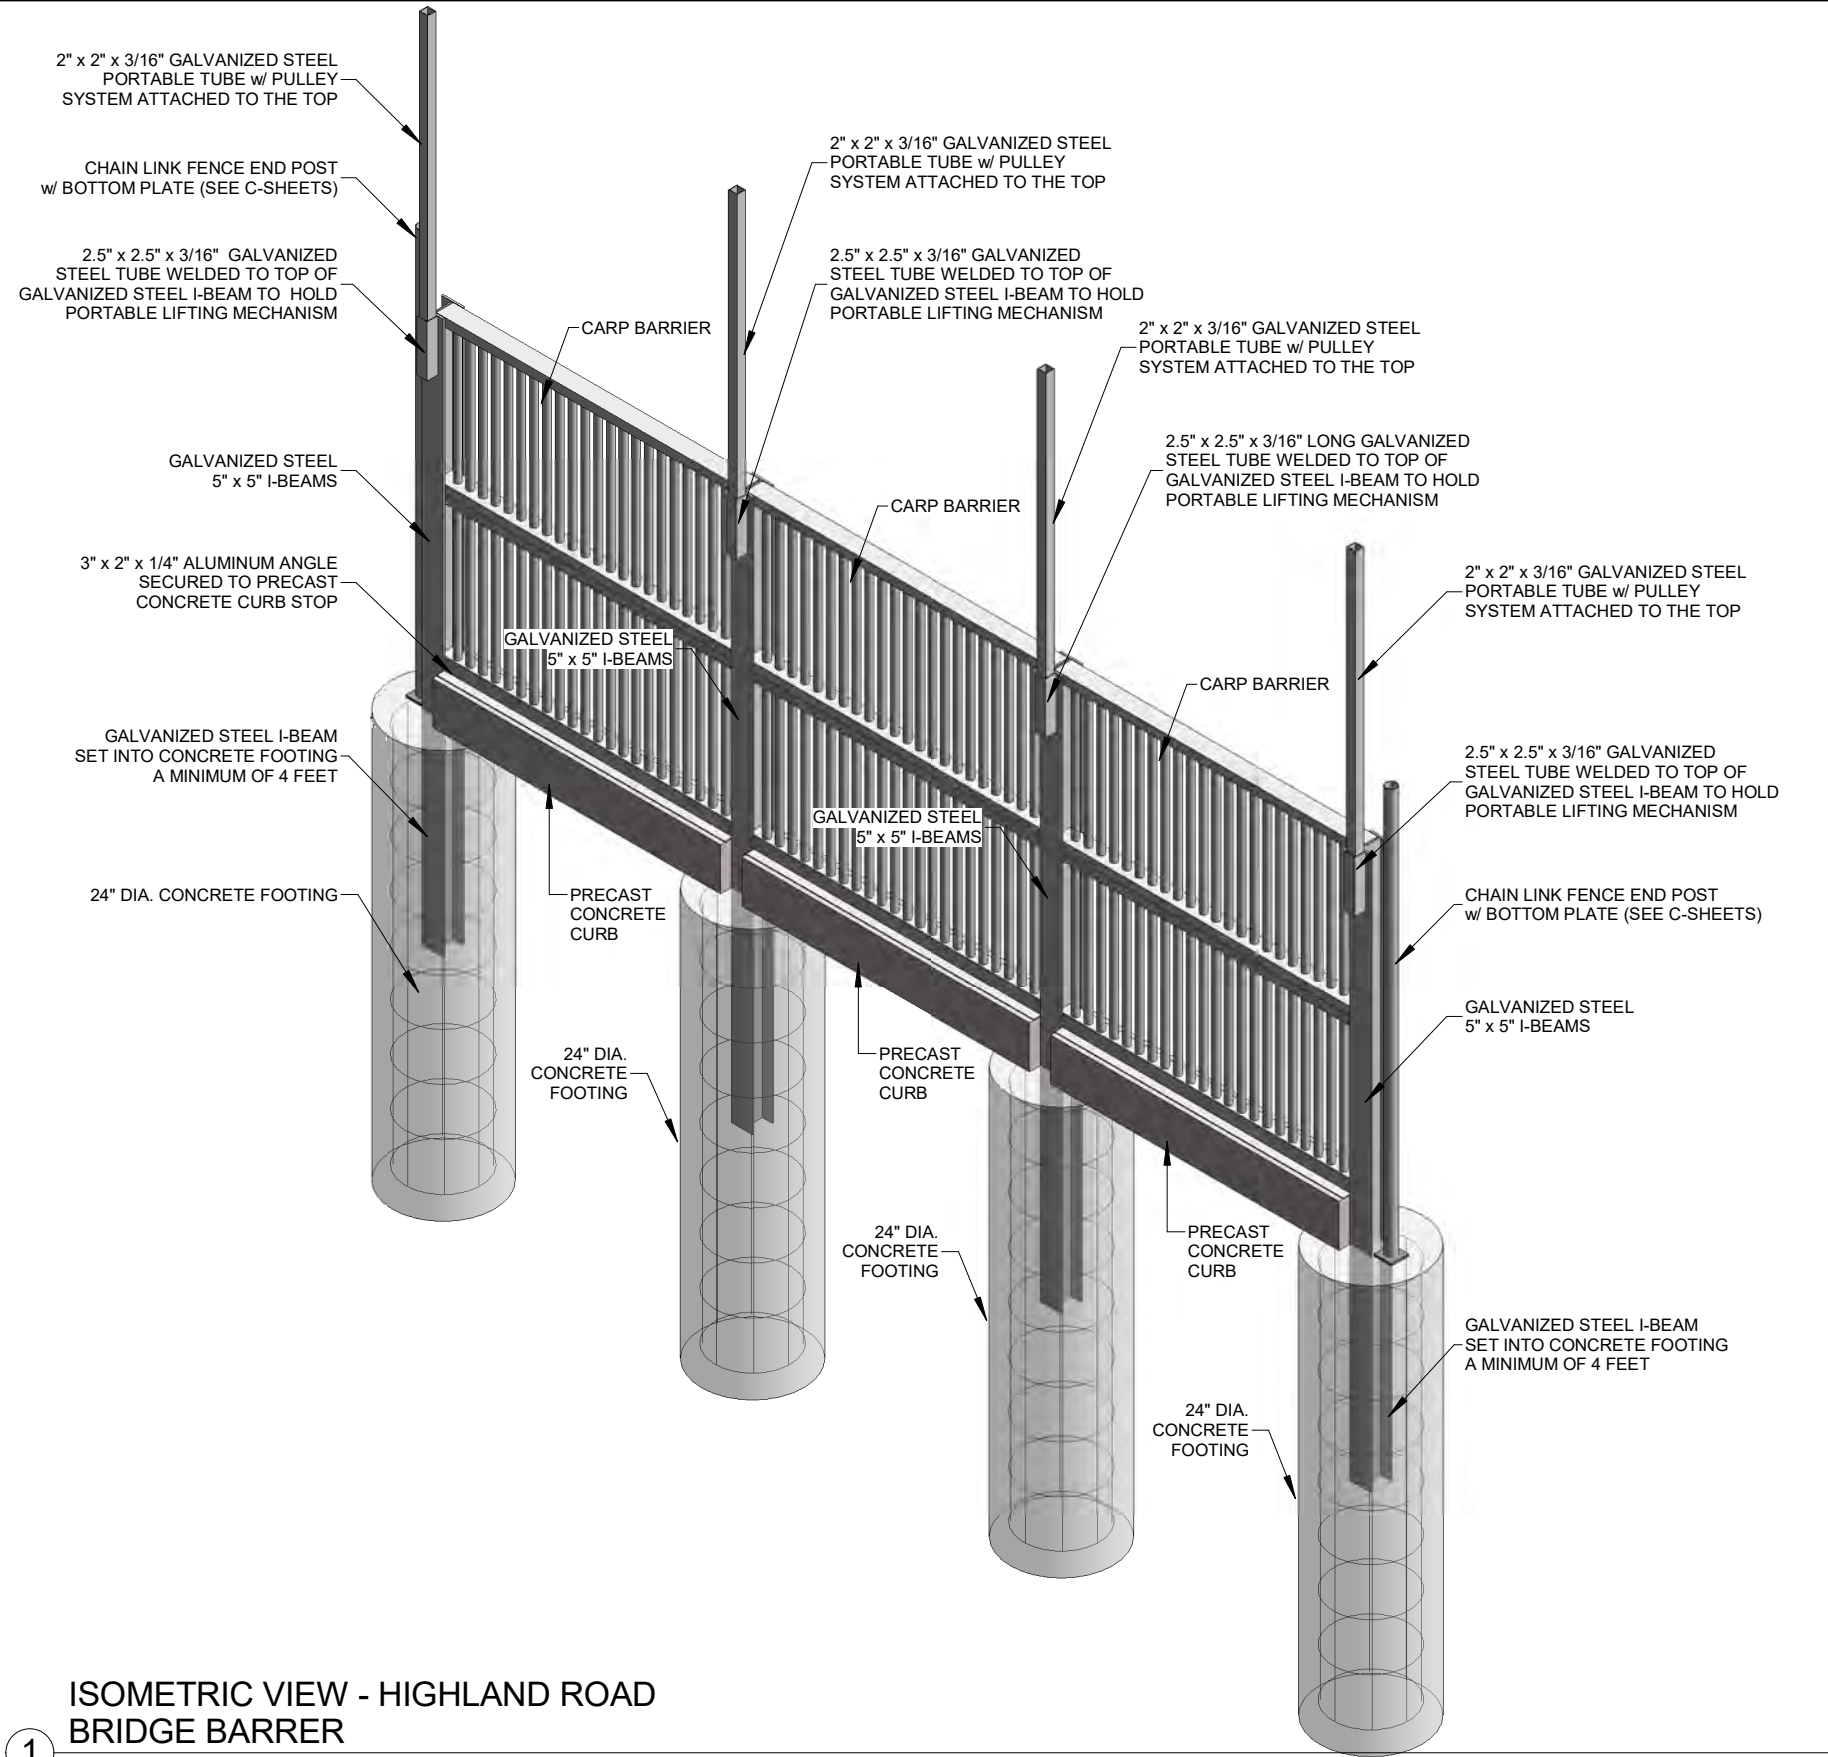 2" x 2" x 3/16" GALVANIZED STEEL
PORTABLE TUBE w/ PULLEY
SYSTEM ATTACHED TO THE TOP
CHAIN LINK FENCE END POST
w/ BOTTOM PLATE (SEE C-SHEETS)
2.5" x 2.5" x 3/16" GALVANIZED
STEEL TUBE WELDED TO TOP OF
GALVANIZED STEEL I-BEAM TO HOLD
PORTABLE LIFTING MECHANISM
GALVANIZED STEEL
5" x 5" I-BEAMS
3" x 2" x 1/4" ALUMINUM ANGLE
SECURED TO PRECAST
CONCRETE CURB STOP
GALVANIZED STEEL I-BEAM
SET INTO CONCRETE FOOTING
A MINIMUM OF 4 FEET
24" DIA. CONCRETE FOOTING
CARP BARRIER
GALVANIZED STEEL
5" x 5" I-BEAMS
PRECAST
CONCRETE
CURB
24" DIA.
CONCRETE
FOOTING
2" x 2" x 3/16" GALVANIZED STEEL
PORTABLE TUBE w/ PULLEY
SYSTEM ATTACHED TO THE TOP
2.5" x 2.5" x 3/16" GALVANIZED
STEEL TUBE WELDED TO TOP OF
GALVANIZED STEEL I-BEAM TO HOLD
PORTABLE LIFTING MECHANISM
CARP BARRIER
GALVANIZED STEEL
5" x 5" I-BEAMS
PRECAST
CONCRETE
CURB
24" DIA.
CONCRETE
FOOTING
2" x 2" x 3/16" GALVANIZED STEEL
PORTABLE TUBE w/ PULLEY
SYSTEM ATTACHED TO THE TOP
2.5" x 2.5" x 3/16" LONG GALVANIZED
STEEL TUBE WELDED TO TOP OF
GALVANIZED STEEL I-BEAM TO HOLD
PORTABLE LIFTING MECHANISM
CARP BARRIER
PRECAST
CONCRETE
CURB
24" DIA.
CONCRETE
FOOTING
2" x 2" x 3/16" GALVANIZED STEEL
PORTABLE TUBE w/ PULLEY
SYSTEM ATTACHED TO THE TOP
2.5" x 2.5" x 3/16" GALVANIZED
STEEL TUBE WELDED TO TOP OF
GALVANIZED STEEL I-BEAM TO HOLD
PORTABLE LIFTING MECHANISM
CHAIN LINK FENCE END POST
w/ BOTTOM PLATE (SEE C-SHEETS)
GALVANIZED STEEL
5" x 5" I-BEAMS
GALVANIZED STEEL I-BEAM
SET INTO CONCRETE FOOTING
A MINIMUM OF 4 FEET
ISOMETRIC VIEW - HIGHLAND ROAD
BRIDGE BARRER
1